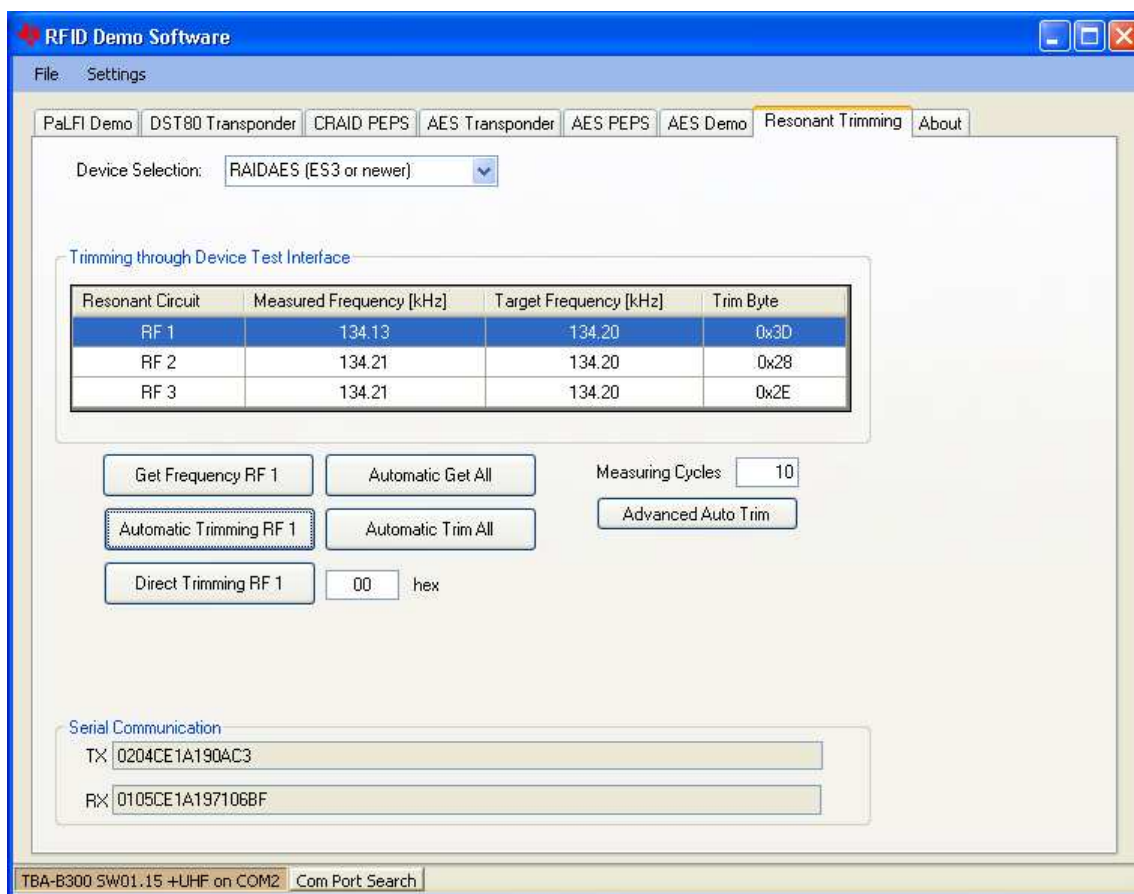 RFID Demo Software
File Settings
PaLFI Demo DST80 Transponder CRAID PEPS AES Transponder AES PEPS AES Demo Resonant Trimming About
Device Selection: RAIDAES (ES3 or newer)
Trimming through Device Test Interface
Resonant Circuit Measured Frequency [kHz] Target Frequency [kHz] Trim Byte
RF 1 134.13 134.20 0x3D
RF 2 134.21 134.20 0x28
RF 3 134.21 134.20 0x2E
Get Frequency RF 1 Automatic Get All Measuring Cycles 10
Automatic Trimming RF 1 Automatic Trim All Advanced Auto Trim
Direct Trimming RF 1 00 hex
Serial Communication
TX 0204CE1A190AC3
RX 0105CE1A197106BF
TBA-B300 SW01.15 +UHF on COM2 Com Port Search